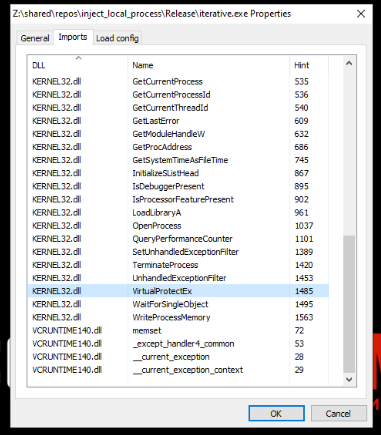 Z:\shared\repos\inject_local_process\Release\iterative.exe Properties
General Imports Load config
DLL Name Hint
KERNEL32.dll GetCurrentProcess 535
KERNEL32.dll GetCurrentProcessId 536
KERNEL32.dll GetCurrentThreadId 540
KERNEL32.dll GetLastError 609
KERNEL32.dll GetModuleHandleW 632
KERNEL32.dll GetProcAddress 686
KERNEL32.dll GetSystemTimeAsFileTime 745
KERNEL32.dll InitializeSListHead 867
KERNEL32.dll IsDebuggerPresent 895
KERNEL32.dll IsProcessorFeaturePresent 902
KERNEL32.dll LoadLibraryA 961
KERNEL32.dll OpenProcess 1037
KERNEL32.dll QueryPerformanceCounter 1101
KERNEL32.dll SetUnhandledExceptionFilter 1389
KERNEL32.dll TerminateProcess 1420
KERNEL32.dll UnhandledExceptionFilter 1453
KERNEL32.dll VirtualProtectEx 1485
KERNEL32.dll WaitForSingleObject 1495
KERNEL32.dll WriteProcessMemory 1563
VCRUNTIME140.dll memset 72
VCRUNTIME140.dll _except_handler4_common 53
VCRUNTIME140.dll __current_exception 28
VCRUNTIME140.dll __current_exception_context 29
OK Cancel